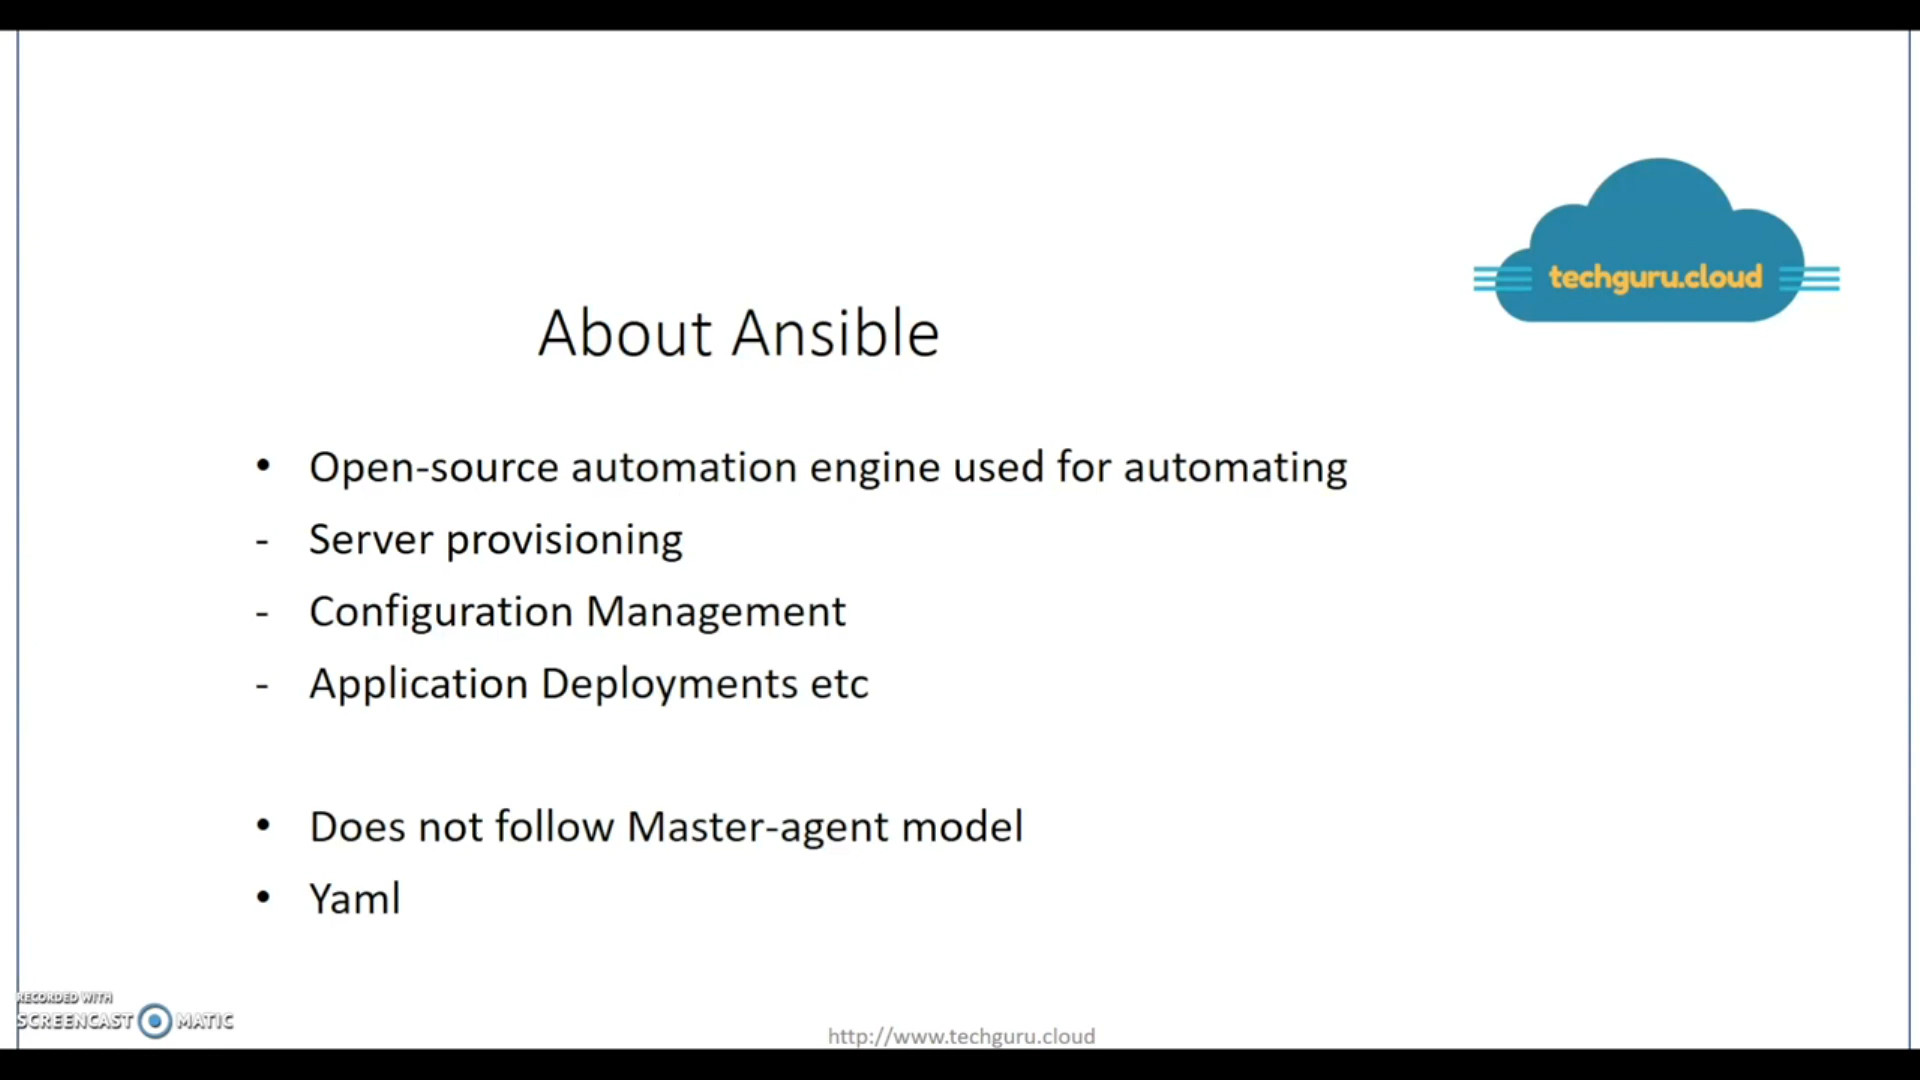 techguru.cloud
About Ansible
• Open-source automation engine used for automating
- Server provisioning
- Configuration Management
- Application Deployments etc
• Does not follow Master-agent model
• Yaml
RECORDED WITH
SCREENCAST MATIC
http://www.techguru.cloud